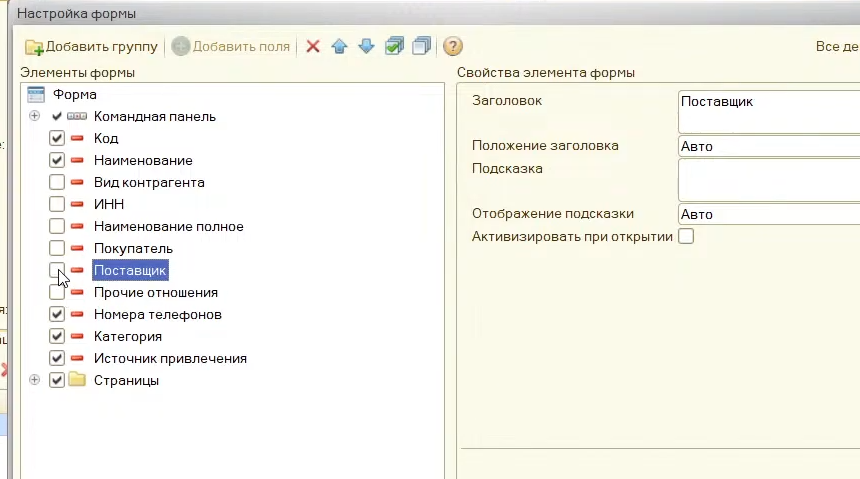 Настройка формы
Добавить группу Добавить поля Все де
Элементы формы
Форма
Командная панель
Код
Наименование
Вид контрагента
ИНН
Наименование полное
Покупатель
Поставщик
Прочие отношения
Номера телефонов
Категория
Источник привлечения
Страницы
Свойства элемента формы
Заголовок Поставщик
Положение заголовка Авто
Подсказка
Отображение подсказки Авто
Активизировать при открытии